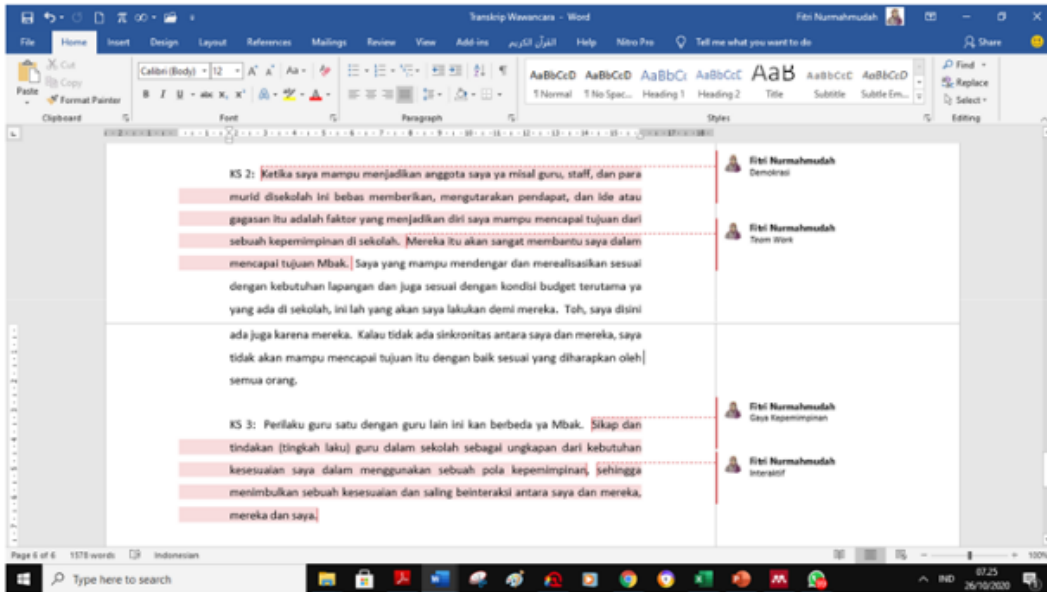 Transkrip Wawancara - Word
Fitri Nurmahmudah
File Home Insert Design Layout References Mailings Review View Add-ins القرآن الكريم Help Nitro Pro Tell me what you want to do Share
Cut
Copy
Paste
Format Painter
Calibri (Body) 12
AaBbCcD AaBbCcD AaBbCc AaBbCcC AaB AaBbCcC AaBbCcD
¶ Normal ¶ No Spac... Heading 1 Heading 2 Title Subtitle Subtle Em...
Find
Replace
Select
Clipboard Font Paragraph Styles Editing
KS 2: Ketika saya mampu menjadikan anggota saya ya misal guru, staff, dan para
murid disekolah ini bebas memberikan, mengutarakan pendapat, dan ide atau
gagasan itu adalah faktor yang menjadikan diri saya mampu mencapai tujuan dari
sebuah kepemimpinan di sekolah. Mereka itu akan sangat membantu saya dalam
mencapai tujuan Mbak. Saya yang mampu mendengar dan merealisasikan sesuai
dengan kebutuhan lapangan dan juga sesuai dengan kondisi budget terutama ya
yang ada di sekolah, ini lah yang akan saya lakukan demi mereka. Toh, saya disini
ada juga karena mereka. Kalau tidak ada sinkronitas antara saya dan mereka, saya
tidak akan mampu mencapai tujuan itu dengan baik sesuai yang diharapkan oleh
semua orang.
KS 3: Perilaku guru satu dengan guru lain ini kan berbeda ya Mbak. Sikap dan
tindakan (tingkah laku) guru dalam sekolah sebagai ungkapan dari kebutuhan
kesesuaian saya dalam menggunakan sebuah pola kepemimpinan, sehingga
menimbulkan sebuah kesesuaian dan saling beinteraksi antara saya dan mereka,
mereka dan saya.
Fitri Nurmahmudah
Demokrasi
Fitri Nurmahmudah
Team Work
Fitri Nurmahmudah
Gaya Kepemimpinan
Fitri Nurmahmudah
Interaktif
Page 6 of 6 1578 words Indonesian 100%
Type here to search
IND
07.25
26/10/2020